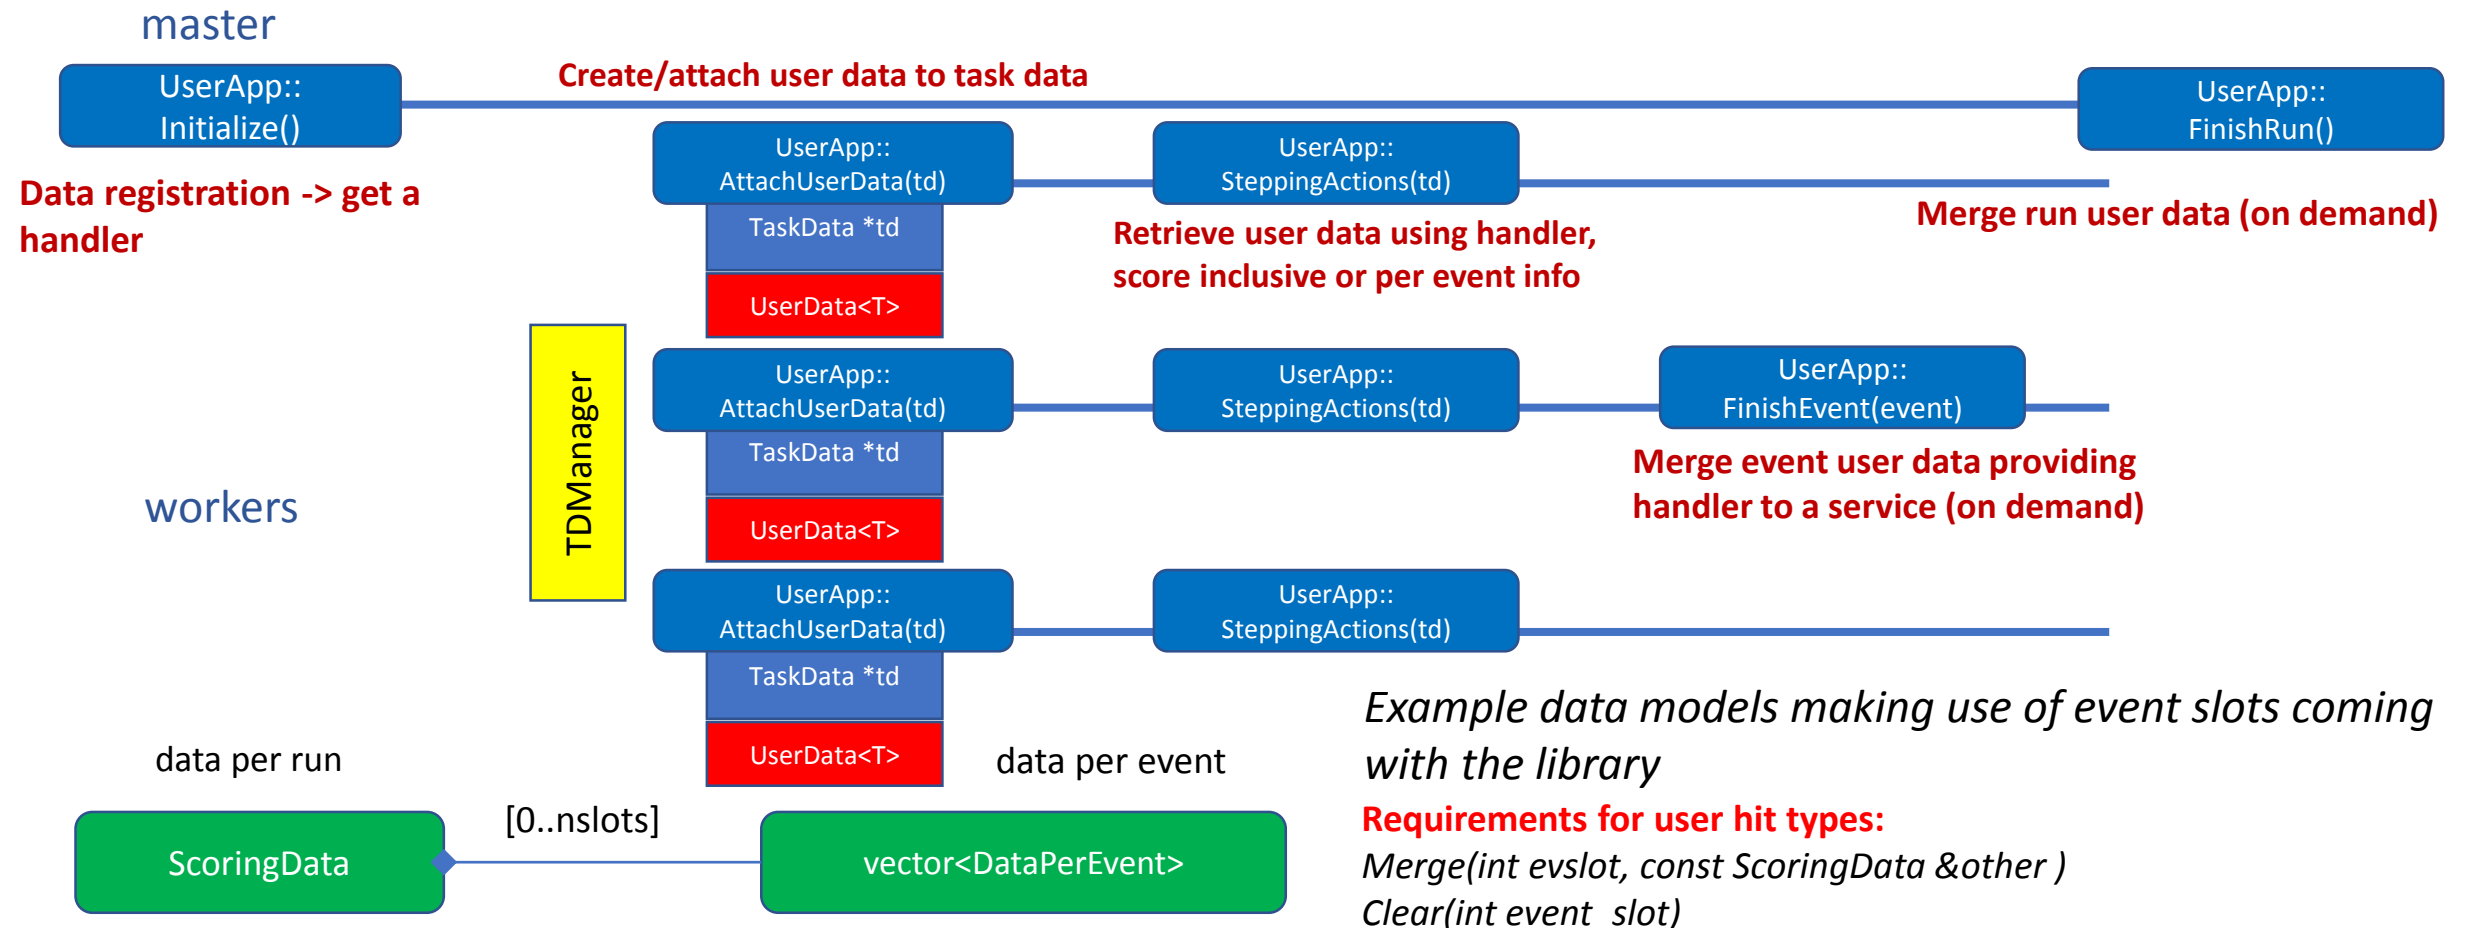 master
UserApp::
Initialize()
Create/attach user data to task data
UserApp::
FinishRun()
Data registration -> get a
handler
UserApp::
AttachUserData(td)
UserApp::
SteppingActions(td)
Merge run user data (on demand)
TaskData *td
UserData<T>
Retrieve user data using handler,
score inclusive or per event info
TDManager
UserApp::
AttachUserData(td)
UserApp::
SteppingActions(td)
UserApp::
FinishEvent(event)
TaskData *td
UserData<T>
Merge event user data providing
handler to a service (on demand)
workers
UserApp::
AttachUserData(td)
UserApp::
SteppingActions(td)
TaskData *td
UserData<T>
data per run
data per event
[0..nslots]
ScoringData
vector<DataPerEvent>
Example data models making use of event slots coming
with the library
Requirements for user hit types:
Merge(int evslot, const ScoringData &other )
Clear(int event_slot)